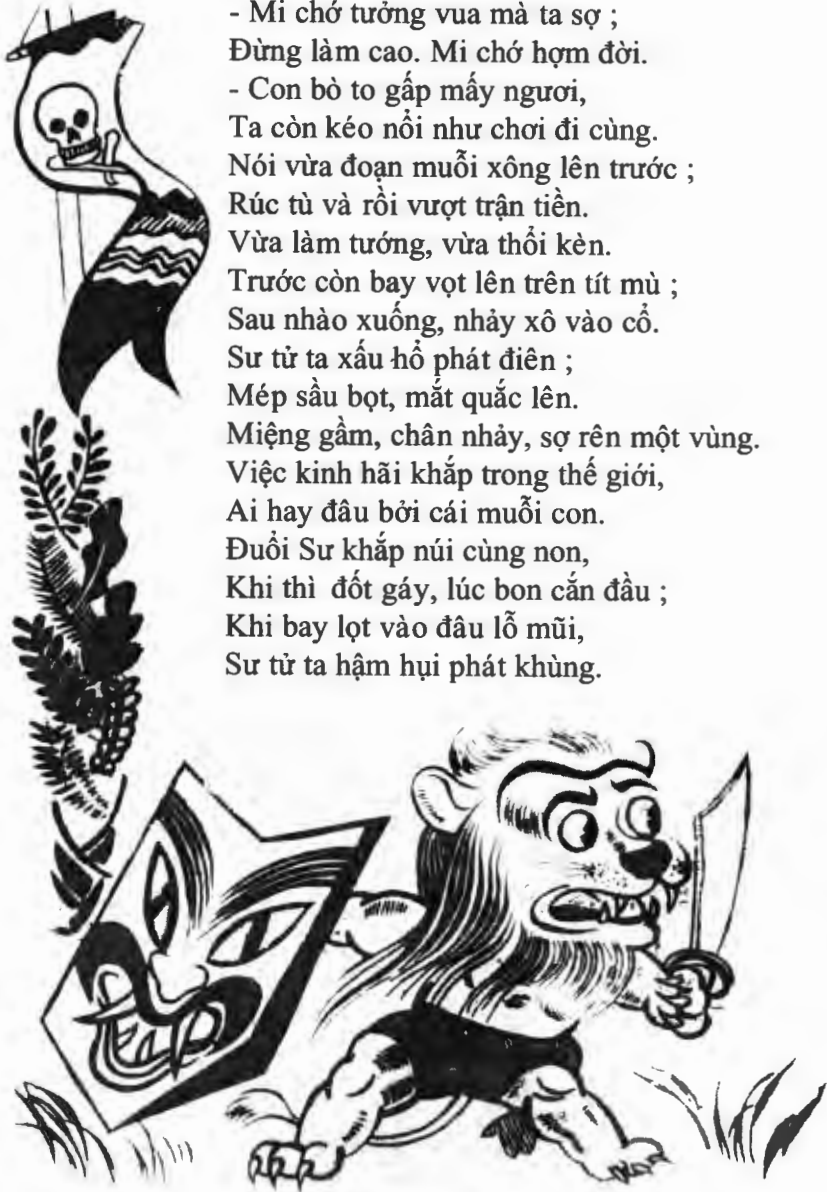 - Mi chớ tưởng vua mà ta sợ ;
Đừng làm cao. Mi chớ hợm đời.
- Con bò to gấp mấy ngươi,
Ta còn kéo nổi như chơi đi cùng.
Nói vừa đoạn muỗi xông lên trước ;
Rúc tù và rồi vượt trận tiền.
Vừa làm tướng, vừa thổi kèn.
Trước còn bay vọt lên trên tít mù ;
Sau nhào xuống, nhảy xô vào cổ.
Sư tử ta xấu hổ phát điên ;
Mép sầu bọt, mắt quắc lên.
Miệng gầm, chân nhảy, sợ rên một vùng.
Việc kinh hãi khắp trong thế giới,
Ai hay đâu bởi cái muỗi con.
Đuổi Sư khắp núi cùng non,
Khi thì đốt gáy, lúc bon cắn đầu ;
Khi bay lọt vào đâu lỗ mũi,
Sư tử ta hậm hụi phát khùng.